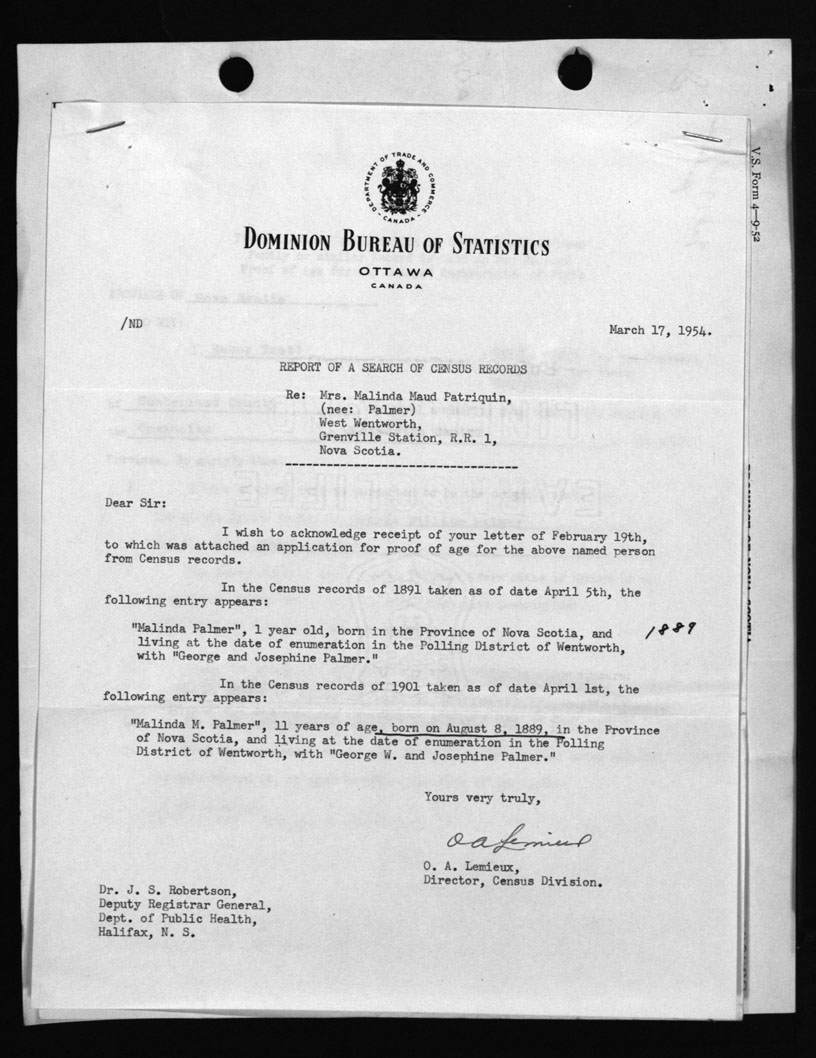 DEPARTMENT OF TRADE AND COMMERCE
CANADA
DOMINION BUREAU OF STATISTICS
OTTAWA
CANADA
V.S. Form 4—9-52
/ND
March 17, 1954.
REPORT OF A SEARCH OF CENSUS RECORDS
Re: Mrs. Malinda Maud Patriquin,
(nee: Palmer)
West Wentworth,
Grenville Station, R.R. 1,
Nova Scotia.
Dear Sir:
I wish to acknowledge receipt of your letter of February 19th,
to which was attached an application for proof of age for the above named person
from Census records.
In the Census records of 1891 taken as of date April 5th, the
following entry appears:
"Malinda Palmer", 1 year old, born in the Province of Nova Scotia, and 1889
living at the date of enumeration in the Polling District of Wentworth,
with "George and Josephine Palmer."
In the Census records of 1901 taken as of date April 1st, the
following entry appears:
"Malinda M. Palmer", 11 years of age, born on August 8, 1889, in the Province
of Nova Scotia, and living at the date of enumeration in the Polling
District of Wentworth, with "George W. and Josephine Palmer."
Yours very truly,
O A Lemieux
O. A. Lemieux,
Director, Census Division.
Dr. J. S. Robertson,
Deputy Registrar General,
Dept. of Public Health,
Halifax, N. S.